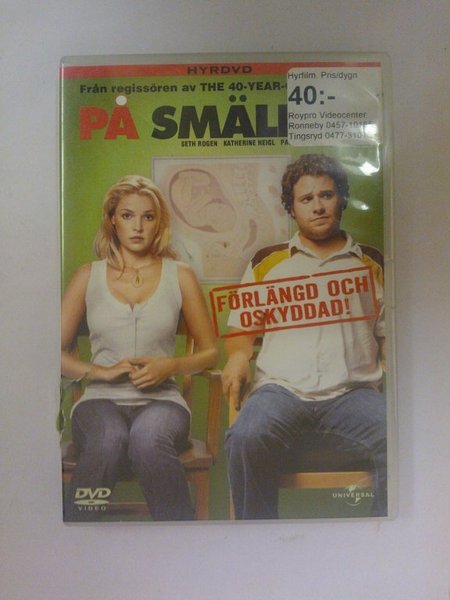 HYRDVD
Från regissören av THE 40-YEAR-
PÅ SMÄLL
SETH ROGEN KATHERINE HEIGL
Hyrfilm. Pris/dygn
40:-
Roypro Videocenter
Ronneby 0457-
Tingsryd 0477-
FÖRLÄNGD OCH
OSKYDDAD!
DVD
VIDEO
UNIVERSAL